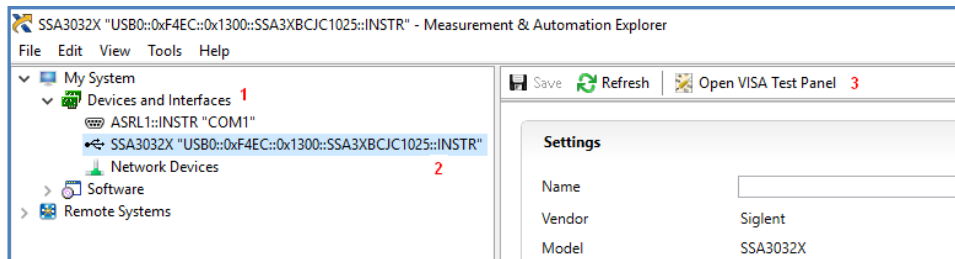 SSA3032X "USB0::0xF4EC::0x1300::SSA3XBCJC1025::INSTR" - Measurement & Automation Explorer
File Edit View Tools Help
My System
Devices and Interfaces 1
ASRL1::INSTR "COM1"
SSA3032X "USB0::0xF4EC::0x1300::SSA3XBCJC1025::INSTR"
Network Devices 2
Software
Remote Systems
Save Refresh Open VISA Test Panel 3
Settings
Name
Vendor Siglent
Model SSA3032X